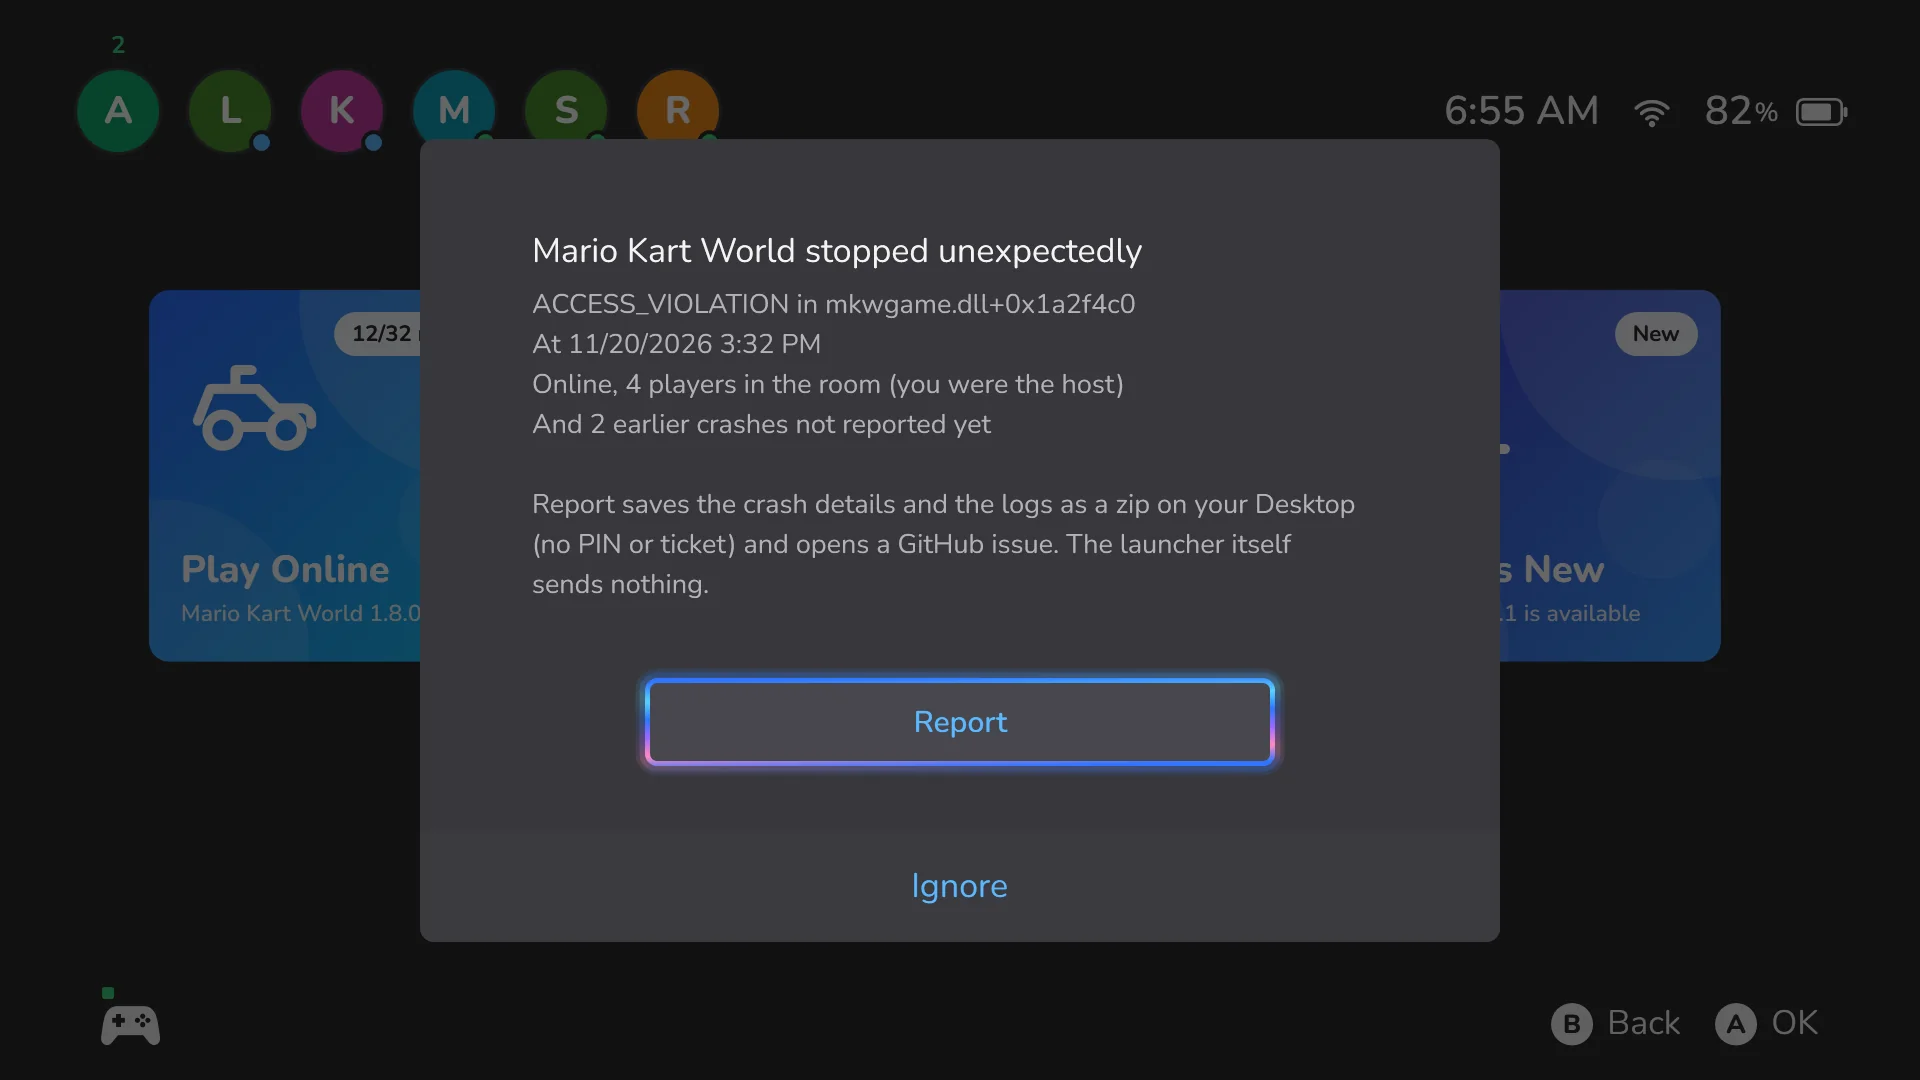 2
A L K M S R
6:55 AM 82%
Mario Kart World stopped unexpectedly
ACCESS_VIOLATION in mkwgame.dll+0x1a2f4c0
At 11/20/2026 3:32 PM
Online, 4 players in the room (you were the host)
And 2 earlier crashes not reported yet
Report saves the crash details and the logs as a zip on your Desktop
(no PIN or ticket) and opens a GitHub issue. The launcher itself
sends nothing.
Report
Ignore
12/32
Play Online
Mario Kart World 1.8.0
New
s New
.1 is available
B Back A OK